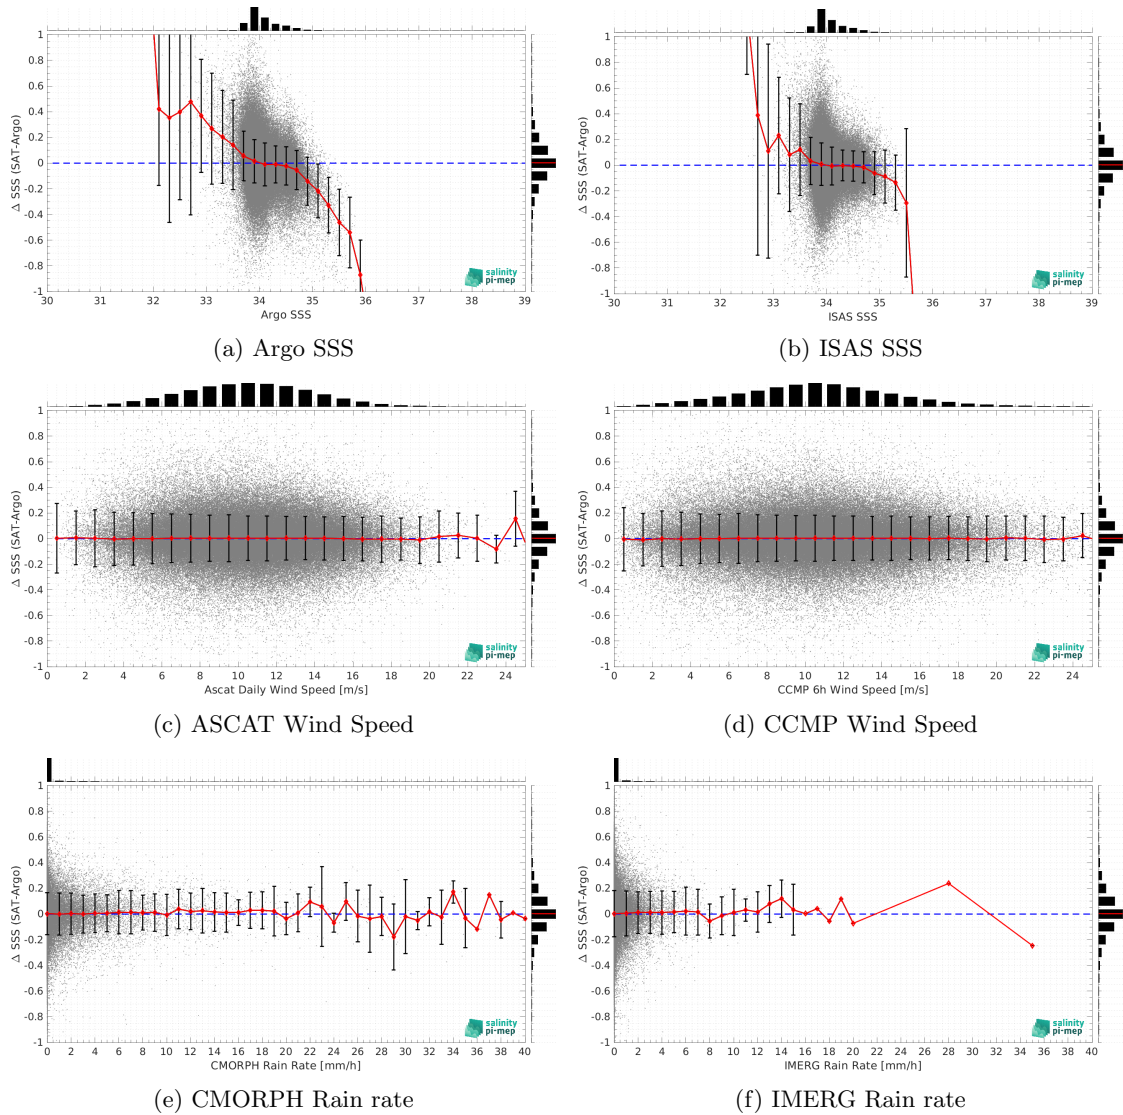 1
0.8
0.6
0.4
0.2
0
-0.2
-0.4
-0.6
-0.8
-1
Δ SSS (SAT-Argo)
30 31 32 33 34 35 36 37 38 39
Argo SSS
salinity
pi-mep
(a) Argo SSS
1
0.8
0.6
0.4
0.2
0
-0.2
-0.4
-0.6
-0.8
-1
Δ SSS (SAT-Argo)
30 31 32 33 34 35 36 37 38 39
ISAS SSS
salinity
pi-mep
(b) ISAS SSS
1
0.8
0.6
0.4
0.2
0
-0.2
-0.4
-0.6
-0.8
-1
Δ SSS (SAT-Argo)
0 2 4 6 8 10 12 14 16 18 20 22 24
Ascat Daily Wind Speed [m/s]
salinity
pi-mep
(c) ASCAT Wind Speed
1
0.8
0.6
0.4
0.2
0
-0.2
-0.4
-0.6
-0.8
-1
Δ SSS (SAT-Argo)
0 2 4 6 8 10 12 14 16 18 20 22 24
CCMP 6h Wind Speed [m/s]
salinity
pi-mep
(d) CCMP Wind Speed
1
0.8
0.6
0.4
0.2
0
-0.2
-0.4
-0.6
-0.8
-1
Δ SSS (SAT-Argo)
0 2 4 6 8 10 12 14 16 18 20 22 24 26 28 30 32 34 36 38 40
CMORPH Rain Rate [mm/h]
salinity
pi-mep
(e) CMORPH Rain rate
1
0.8
0.6
0.4
0.2
0
-0.2
-0.4
-0.6
-0.8
-1
Δ SSS (SAT-Argo)
0 2 4 6 8 10 12 14 16 18 20 22 24 26 28 30 32 34 36 38 40
IMERG Rain Rate [mm/h]
salinity
pi-mep
(f) IMERG Rain rate